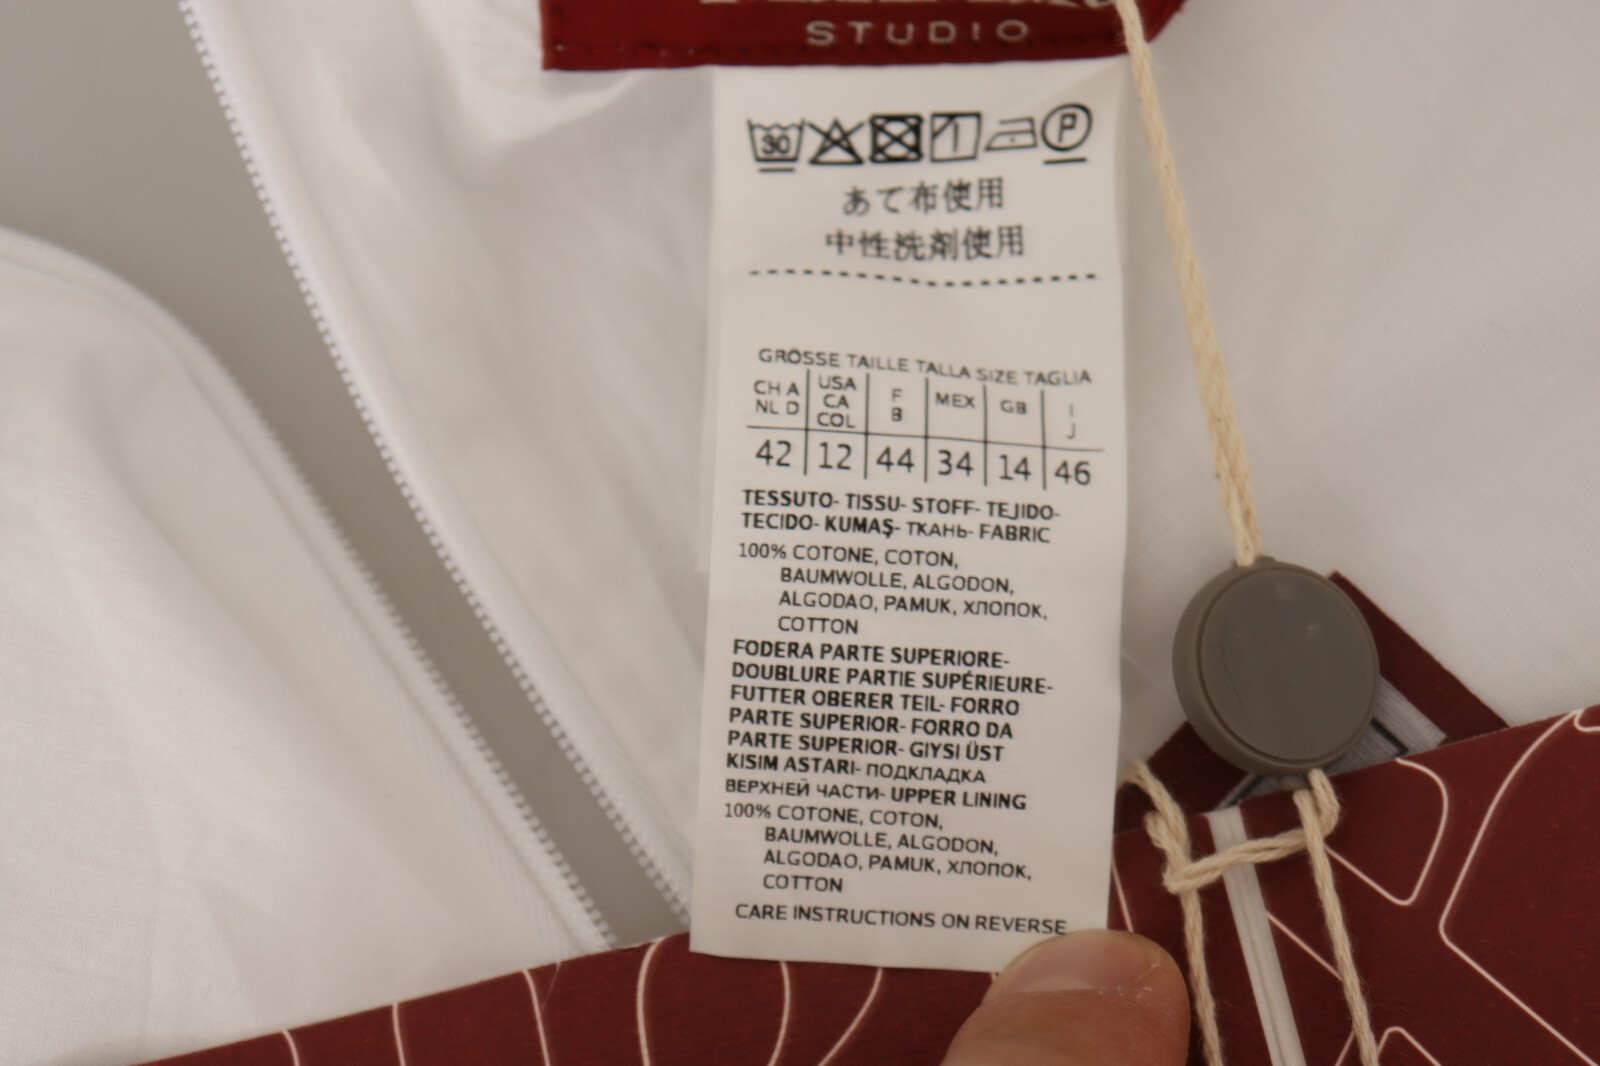 STUDIO
30 P
あて布使用
中性洗剤使用
GRÖSSE TAILLE TALLA SIZE TAGLIA
CH A NL D USA CA COL F B MEX GB I J
42 12 44 34 14 46
TESSUTO- TISSU- STOFF- TEJIDO-
TECIDO- KUMAŞ- ТКАНЬ- FABRIC
100% COTONE, COTON,
BAUMWOLLE, ALGODON,
ALGODAO, PAMUK, ХЛОПОК,
COTTON
FODERA PARTE SUPERIORE-
DOUBLURE PARTIE SUPÉRIEURE-
FUTTER OBERER TEIL- FORRO
PARTE SUPERIOR- FORRO DA
PARTE SUPERIOR- GIYSI ÜST
KISIM ASTARI- ПОДКЛАДКА
ВЕРХНЕЙ ЧАСТИ- UPPER LINING
100% COTONE, COTON,
BAUMWOLLE, ALGODON,
ALGODAO, PAMUK, ХЛОПОК,
COTTON
CARE INSTRUCTIONS ON REVERSE